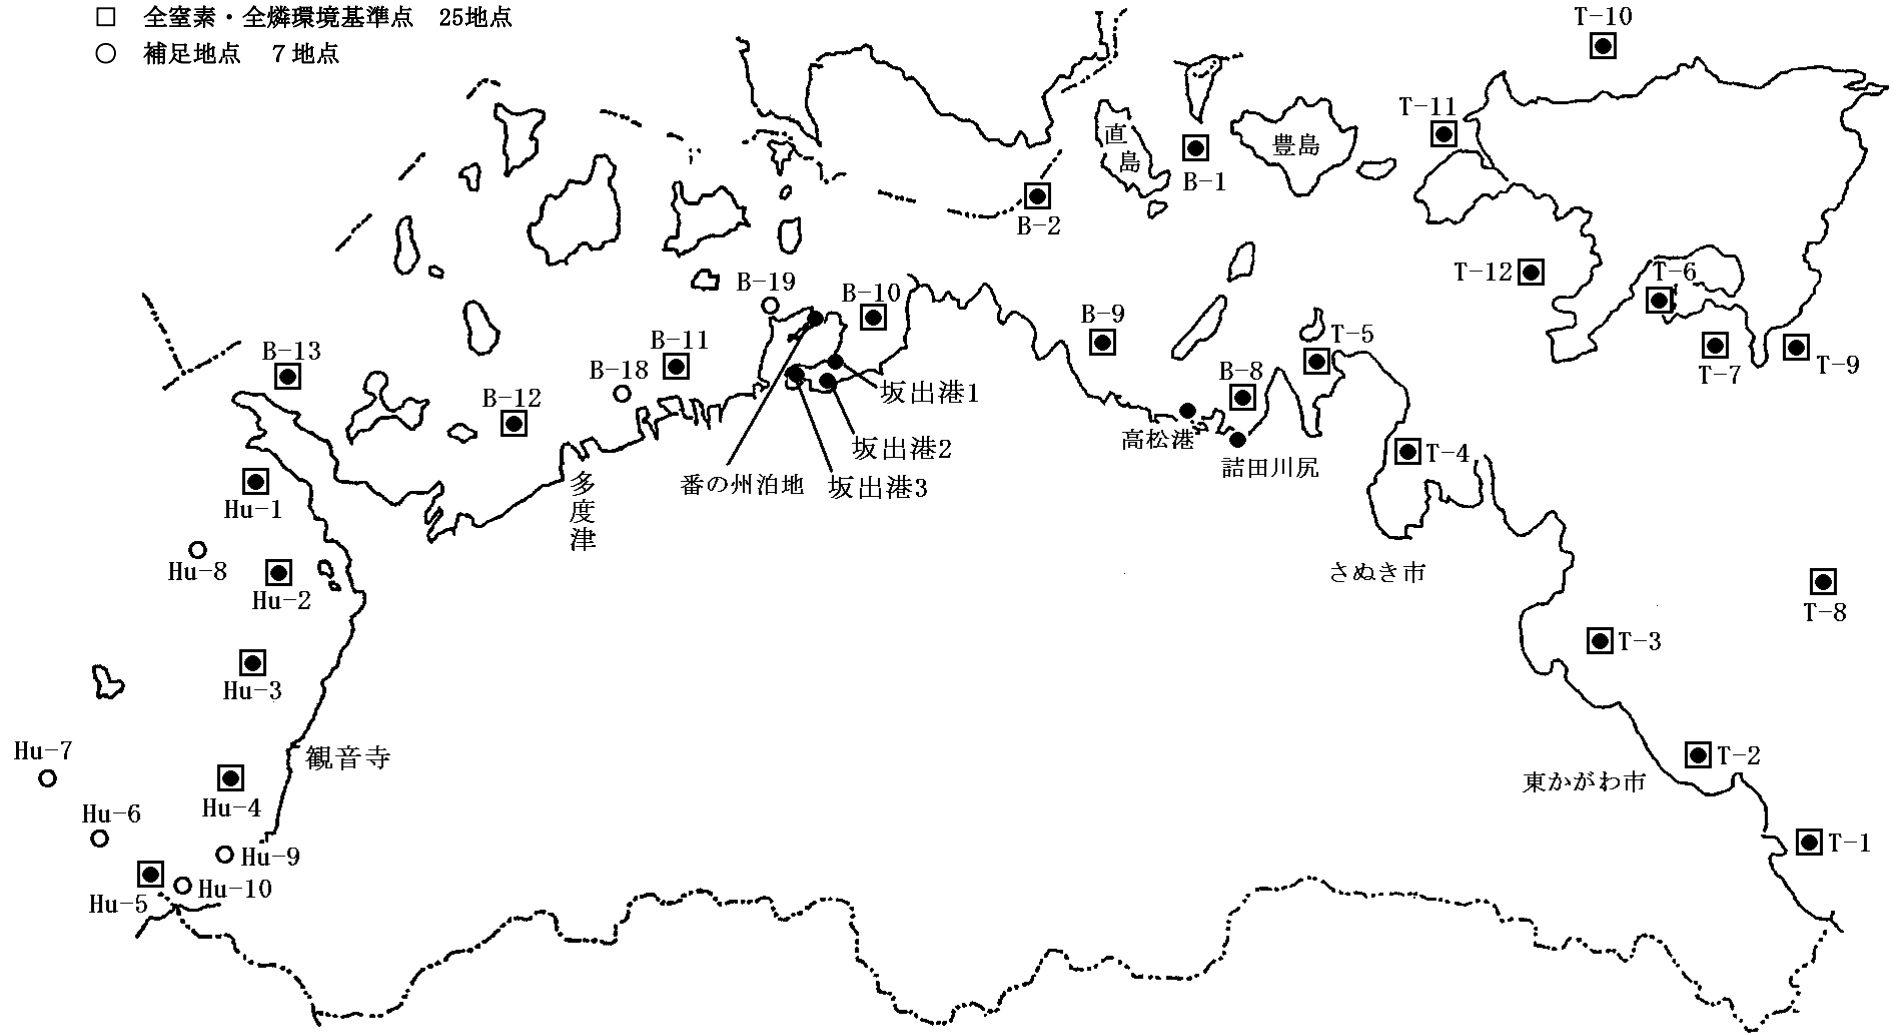 □ 全窒素・全燐環境基準点 25地点
○ 補足地点 7地点
T-10
T-11
直島
豊島
B-1
B-2
T-12
T-6
B-19
B-10
B-9
T-5
T-7
T-9
B-13
B-11
B-18
B-12
B-8
坂出港1
坂出港2
坂出港3
番の州泊地
高松港
詰田川尻
T-4
多度津
Hu-1
Hu-8
Hu-2
さぬき市
T-8
T-3
Hu-3
Hu-7
観音寺
T-2
東かがわ市
Hu-4
Hu-6
T-1
Hu-9
Hu-10
Hu-5